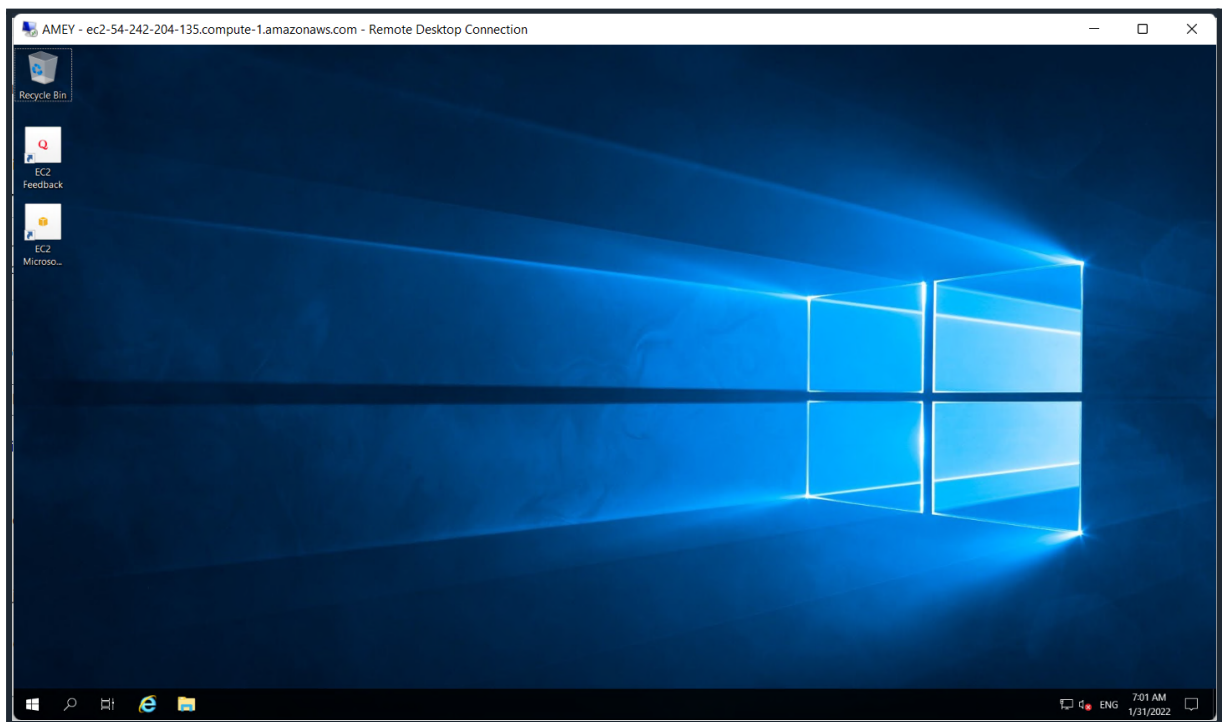 AMEY - ec2-54-242-204-135.compute-1.amazonaws.com - Remote Desktop Connection
Recycle Bin
Q
EC2
Feedback
EC2
Microso...
ENG
7:01 AM
1/31/2022